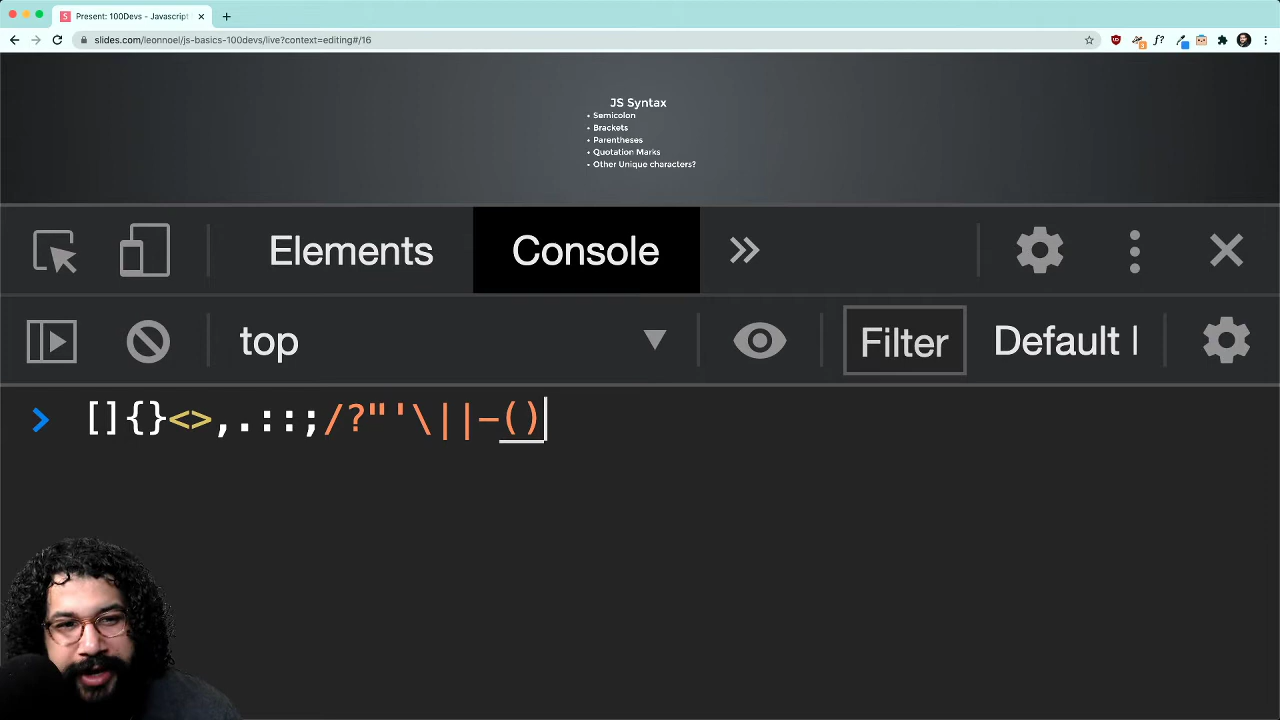 Present: 100Devs - Javascript
slides.com/leonnoel/js-basics-100devs/live?context=editing#/16
JS Syntax
• Semicolon
• Brackets
• Parentheses
• Quotation Marks
• Other Unique characters?
Elements Console
top Filter Default
[]{}<>,.::;/?"'\||-()